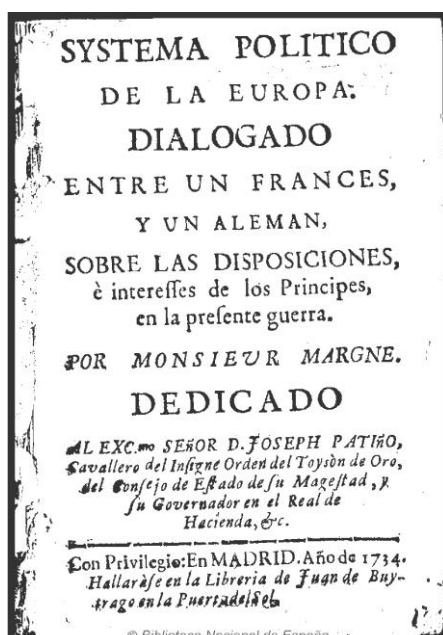 SYSTEMA POLITICO
DE LA EUROPA.
DIALOGADO
ENTRE UN FRANCES,
Y UN ALEMAN,
SOBRE LAS DISPOSICIONES,
è interesses de los Principes,
en la presente guerra.
POR MONSIEUR MARGNE.
DEDICADO
AL EXC.mo SEñOR D. JOSEPH PATIñO,
Cavallero del Insigne Orden del Toysòn de Oro,
del Consejo de Estado de su Magestad, y
su Governador en el Real de
Hacienda, &c.
Con Privilegio: En MADRID. Año de 1734.
Hallaràse en la Libreria de Juan de Buy-
trago en la Puerta del Sol.
© Biblioteca Nacional de España